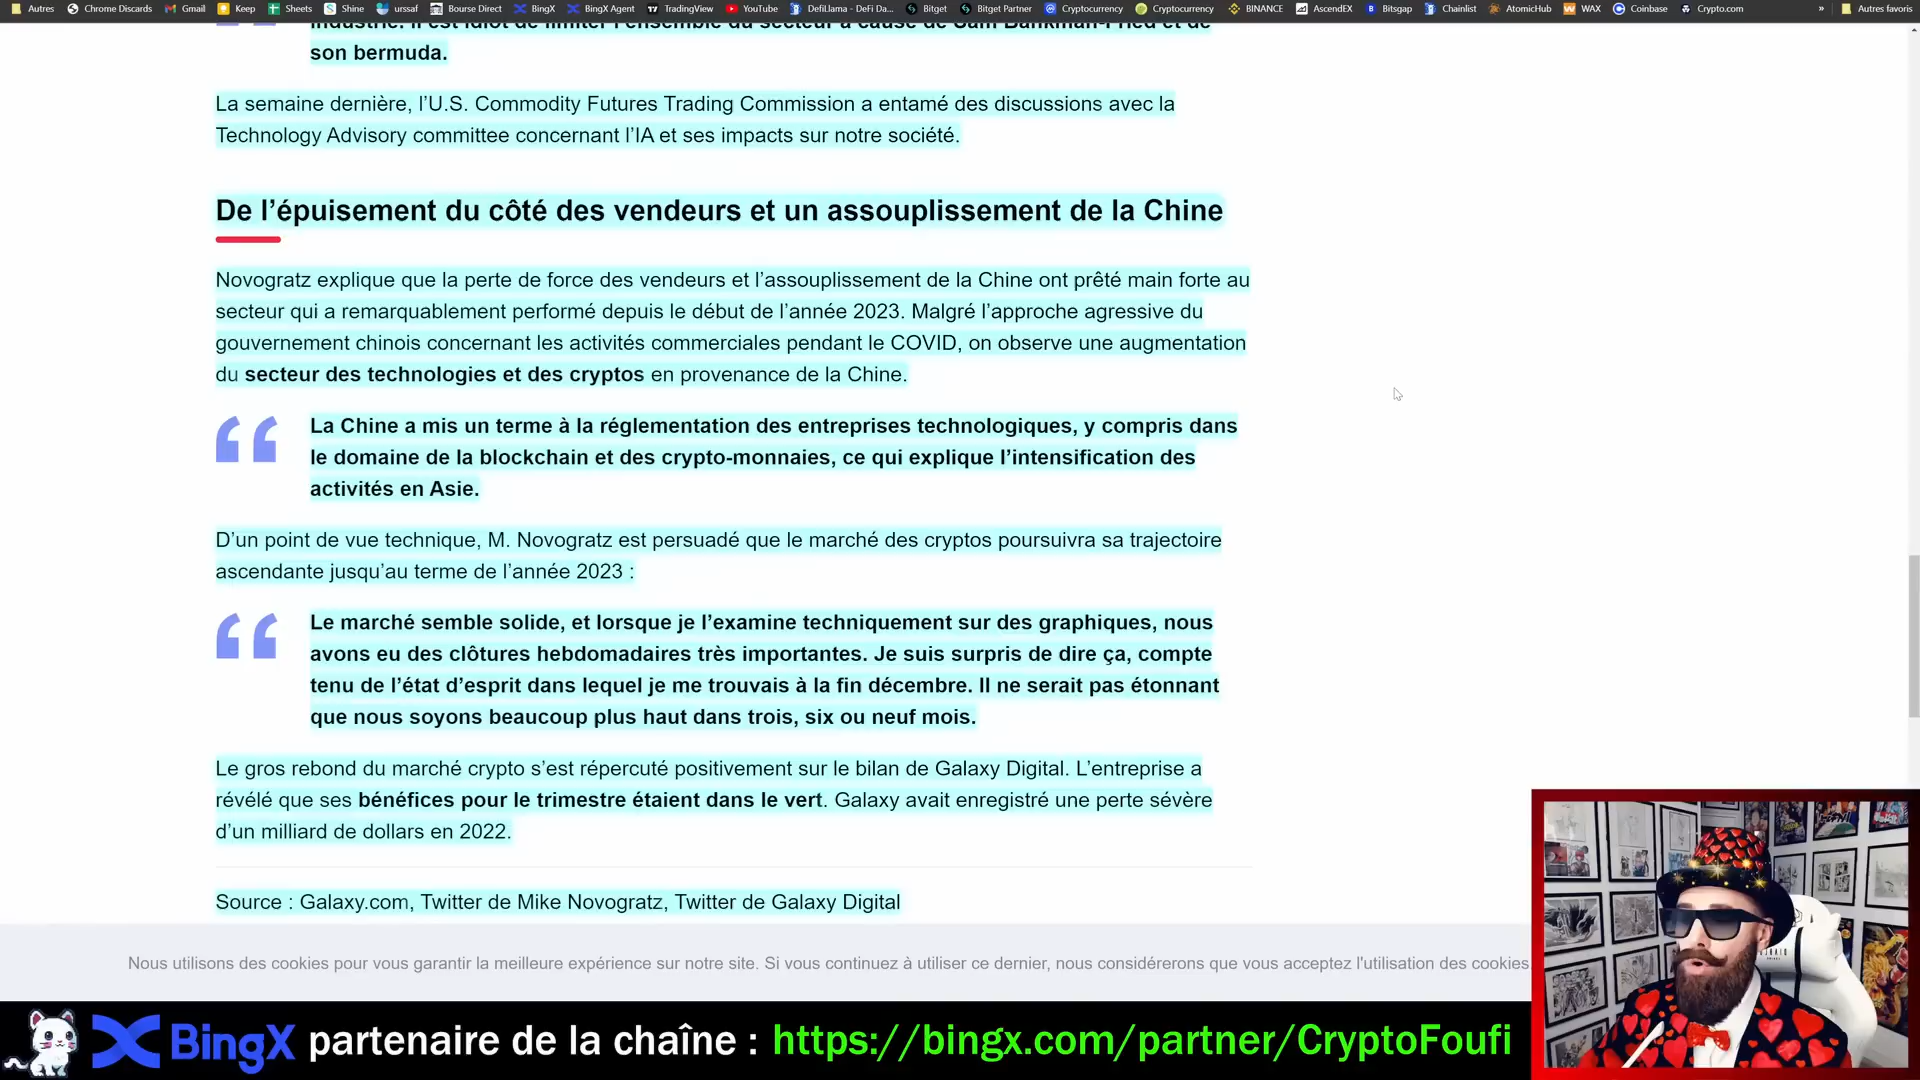 Autres Chrome Discards Gmail Keep Sheets Shine urssaf Bourse Direct BingX BingX Agent TradingView YouTube DefiLlama - DeFi Da... Bitget Bitget Partner Cryptocurrency Cryptocurrency BINANCE AscendEX Bitsgap Chainlist AtomicHub WAX Coinbase Crypto.com » Autres favoris
industrie. Il est idiot de limiter l'ensemble du secteur à cause de Sam Bankman-Fried et de
son bermuda.
La semaine dernière, l'U.S. Commodity Futures Trading Commission a entamé des discussions avec la
Technology Advisory committee concernant l'IA et ses impacts sur notre société.
De l'épuisement du côté des vendeurs et un assouplissement de la Chine
Novogratz explique que la perte de force des vendeurs et l'assouplissement de la Chine ont prêté main forte au
secteur qui a remarquablement performé depuis le début de l'année 2023. Malgré l'approche agressive du
gouvernement chinois concernant les activités commerciales pendant le COVID, on observe une augmentation
du secteur des technologies et des cryptos en provenance de la Chine.
La Chine a mis un terme à la réglementation des entreprises technologiques, y compris dans
le domaine de la blockchain et des crypto-monnaies, ce qui explique l'intensification des
activités en Asie.
D'un point de vue technique, M. Novogratz est persuadé que le marché des cryptos poursuivra sa trajectoire
ascendante jusqu'au terme de l'année 2023 :
Le marché semble solide, et lorsque je l'examine techniquement sur des graphiques, nous
avons eu des clôtures hebdomadaires très importantes. Je suis surpris de dire ça, compte
tenu de l'état d'esprit dans lequel je me trouvais à la fin décembre. Il ne serait pas étonnant
que nous soyons beaucoup plus haut dans trois, six ou neuf mois.
Le gros rebond du marché crypto s'est répercuté positivement sur le bilan de Galaxy Digital. L'entreprise a
révélé que ses bénéfices pour le trimestre étaient dans le vert. Galaxy avait enregistré une perte sévère
d'un milliard de dollars en 2022.
Source : Galaxy.com, Twitter de Mike Novogratz, Twitter de Galaxy Digital
Nous utilisons des cookies pour vous garantir la meilleure expérience sur notre site. Si vous continuez à utiliser ce dernier, nous considérerons que vous acceptez l'utilisation des cookies
BingX partenaire de la chaîne : https://bingx.com/partner/CryptoFoufi